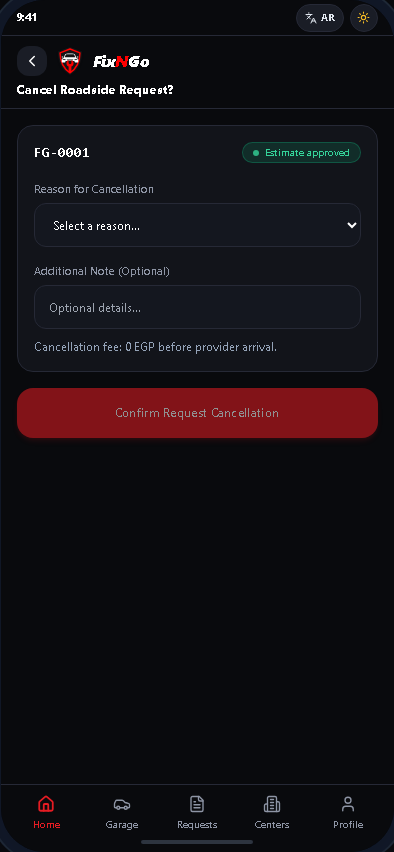 9:41
AR
FixNGo
Cancel Roadside Request?
FG-0001
Estimate approved
Reason for Cancellation
Select a reason...
Additional Note (Optional)
Optional details...
Cancellation fee: 0 EGP before provider arrival.
Confirm Request Cancellation
Home
Garage
Requests
Centers
Profile